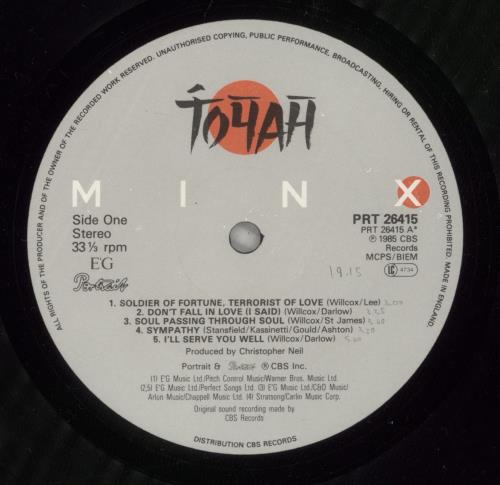 ALL RIGHTS OF THE PRODUCER AND OF THE OWNER OF THE RECORDED WORK RESERVED. UNAUTHORISED COPYING, PUBLIC PERFORMANCE, BROADCASTING, HIRING OR RENTAL OF THIS RECORDING PROHIBITED. MADE IN ENGLAND.
TOYAH
MINX
Side One
Stereo
33⅓ rpm
E'G
Portrait
PRT 26415
PRT 26415 A*
℗ 1985 CBS
Records
MCPS/BIEM
LC 4734
19.15
1. SOLDIER OF FORTUNE, TERRORIST OF LOVE (Willcox/Lee)
2. DON'T FALL IN LOVE (I SAID) (Willcox/Darlow)
3. SOUL PASSING THROUGH SOUL (Willcox/St James)
4. SYMPATHY (Stansfield/Kassinetti/Gould/Ashton)
5. I'LL SERVE YOU WELL (Willcox/Darlow)
Produced by Christopher Neil
Portrait & Portrait ® CBS Inc.
(1) E'G Music Ltd/Pitch Control Music/Warner Bros. Music Ltd.
(2,5) E'G Music Ltd/Perfect Songs Ltd. (3) E'G Music Ltd/C&D Music/
Arlon Music/Chappell Music Ltd. (4) Stratsong/Carlin Music Corp.
Original sound recording made by
CBS Records
DISTRIBUTION CBS RECORDS